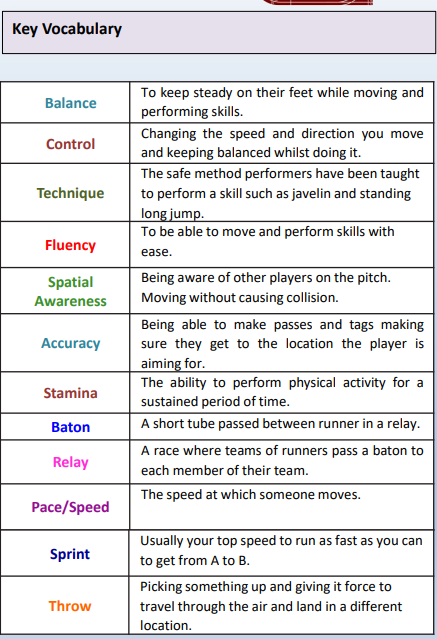 Key Vocabulary
Balance
To keep steady on their feet while moving and
performing skills.
Control
Changing the speed and direction you move
and keeping balanced whilst doing it.
Technique
The safe method performers have been taught
to perform a skill such as javelin and standing
long jump.
Fluency
To be able to move and perform skills with
ease.
Spatial
Awareness
Being aware of other players on the pitch.
Moving without causing collision.
Accuracy
Being able to make passes and tags making
sure they get to the location the player is
aiming for.
Stamina
The ability to perform physical activity for a
sustained period of time.
Baton
A short tube passed between runner in a relay.
Relay
A race where teams of runners pass a baton to
each member of their team.
Pace/Speed
The speed at which someone moves.
Sprint
Usually your top speed to run as fast as you can
to get from A to B.
Throw
Picking something up and giving it force to
travel through the air and land in a different
location.